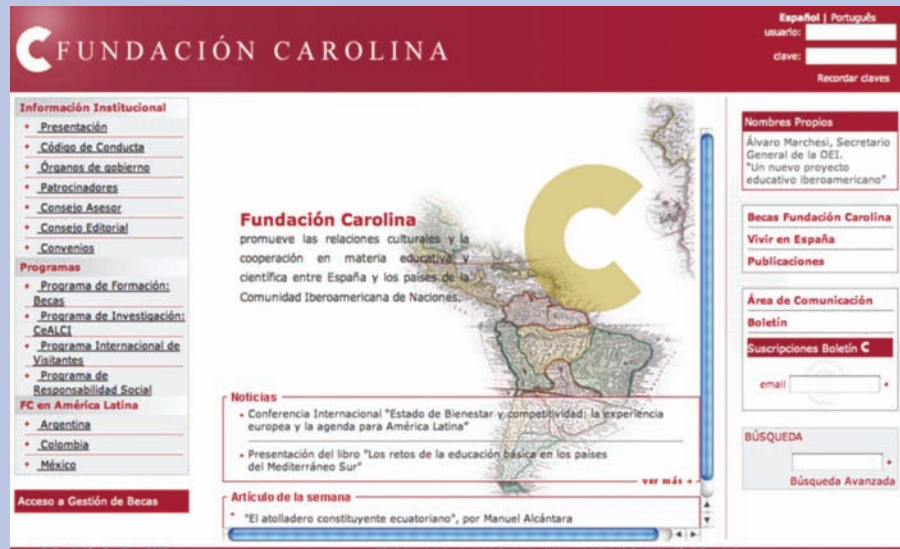 FUNDACIÓN CAROLINA
Español | Português
usuario:
clave:
Recordar claves
Información Institucional
Presentación
Código de Conducta
Órganos de gobierno
Patrocinadores
Consejo Asesor
Consejo Editorial
Convenios
Programas
Programa de Formación:
Becas
Programa de Investigación:
CeALCI
Programa Internacional de
Visitantes
Programa de
Responsabilidad Social
FC en América Latina
Argentina
Colombia
México
Acceso a Gestión de Becas
Fundación Carolina
promueve las relaciones culturales y la
cooperación en materia educativa y
científica entre España y los países de la
Comunidad Iberoamericana de Naciones.
Noticias
Conferencia Internacional "Estado de Bienestar y competitividad: la experiencia
europea y la agenda para América Latina"
Presentación del libro "Los retos de la educación básica en los países
del Mediterráneo Sur"
ver más +
Artículo de la semana
"El atolladero constituyente ecuatoriano", por Manuel Alcántara
Nombres Propios
Álvaro Marchesi, Secretario
General de la OEI.
"Un nuevo proyecto
educativo iberoamericano"
Becas Fundación Carolina
Vivir en España
Publicaciones
Área de Comunicación
Boletín
Suscripciones Boletín C
email
BÚSQUEDA
Búsqueda Avanzada